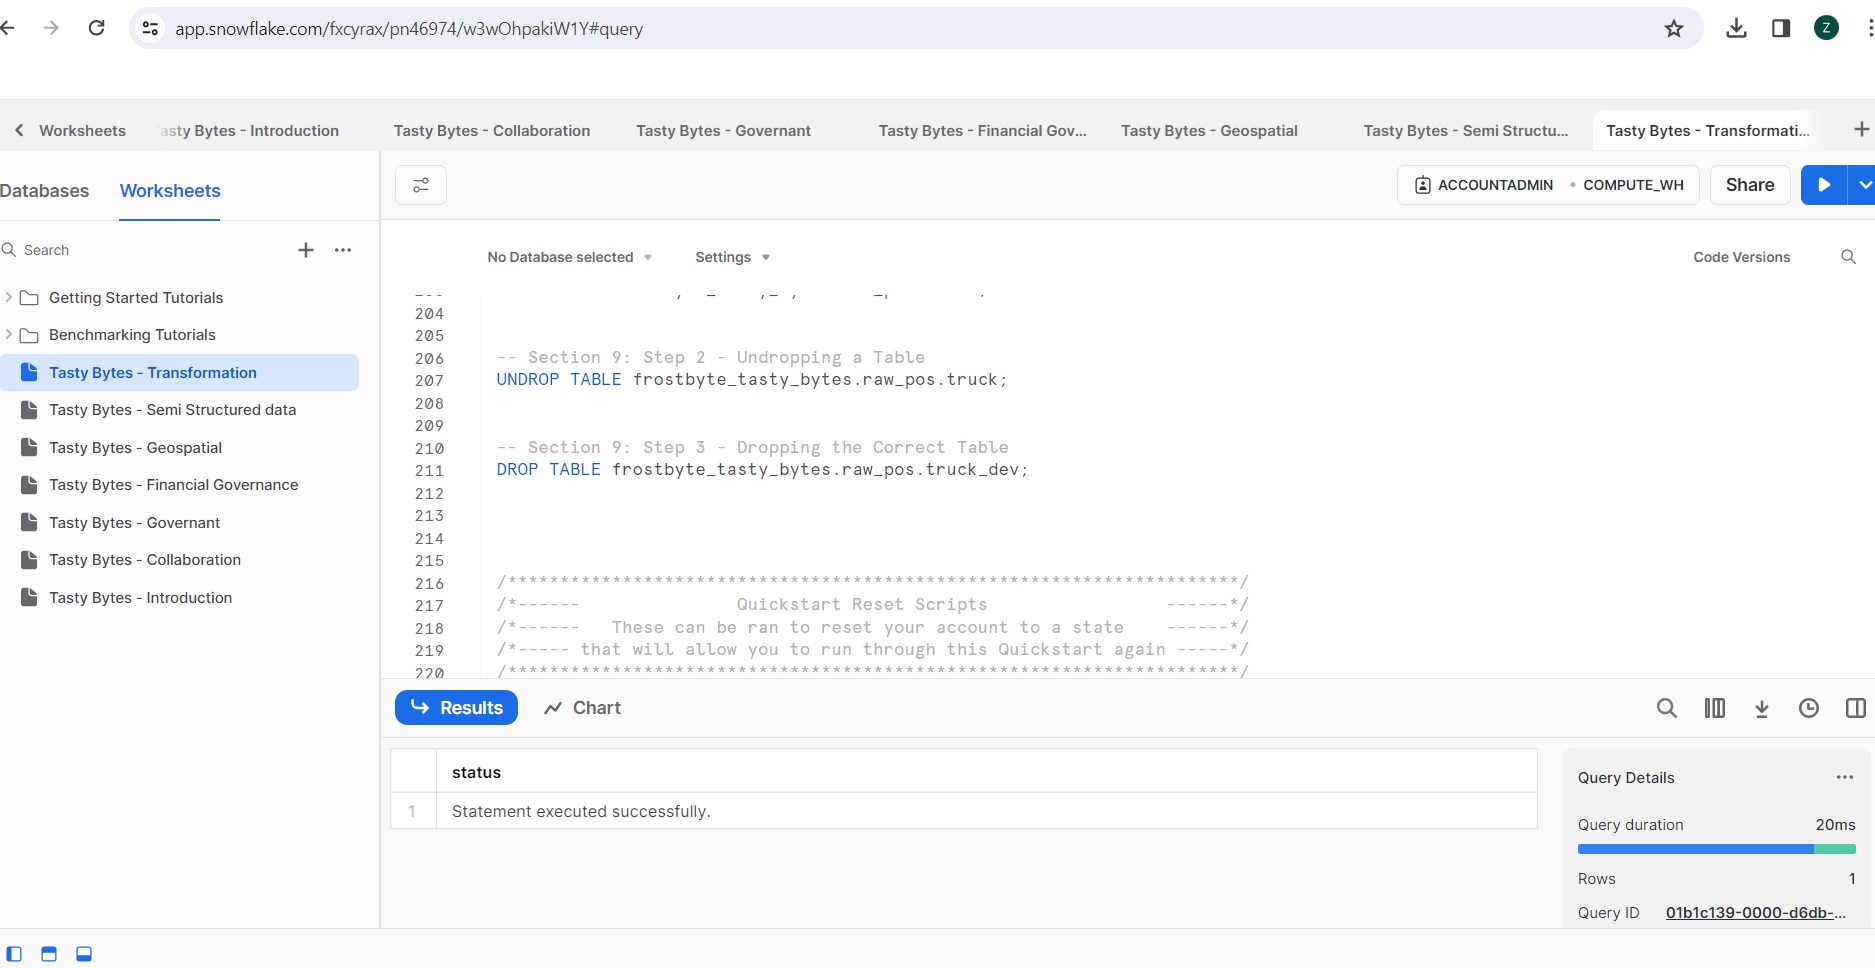 app.snowflake.com/fxcyrax/pn46974/w3wOhpakiW1Y#query
Z
Worksheets
asty Bytes - Introduction
Tasty Bytes - Collaboration
Tasty Bytes - Governant
Tasty Bytes - Financial Gov...
Tasty Bytes - Geospatial
Tasty Bytes - Semi Structu...
Tasty Bytes - Transformati...
Databases
Worksheets
ACCOUNTADMIN • COMPUTE_WH
Share
Search
No Database selected
Settings
Code Versions
Getting Started Tutorials
Benchmarking Tutorials
Tasty Bytes - Transformation
Tasty Bytes - Semi Structured data
Tasty Bytes - Geospatial
Tasty Bytes - Financial Governance
Tasty Bytes - Governant
Tasty Bytes - Collaboration
Tasty Bytes - Introduction
204
205
206 -- Section 9: Step 2 - Undropping a Table
207 UNDROP TABLE frostbyte_tasty_bytes.raw_pos.truck;
208
209
210 -- Section 9: Step 3 - Dropping the Correct Table
211 DROP TABLE frostbyte_tasty_bytes.raw_pos.truck_dev;
212
213
214
215
216 /**********************************************************************/
217 /*------               Quickstart Reset Scripts                 ------*/
218 /*------   These can be ran to reset your account to a state    ------*/
219 /*----- that will allow you to run through this Quickstart again -----*/
220 /**********************************************************************/
Results
Chart
status
1 Statement executed successfully.
Query Details
Query duration 20ms
Rows 1
Query ID 01b1c139-0000-d6db-...